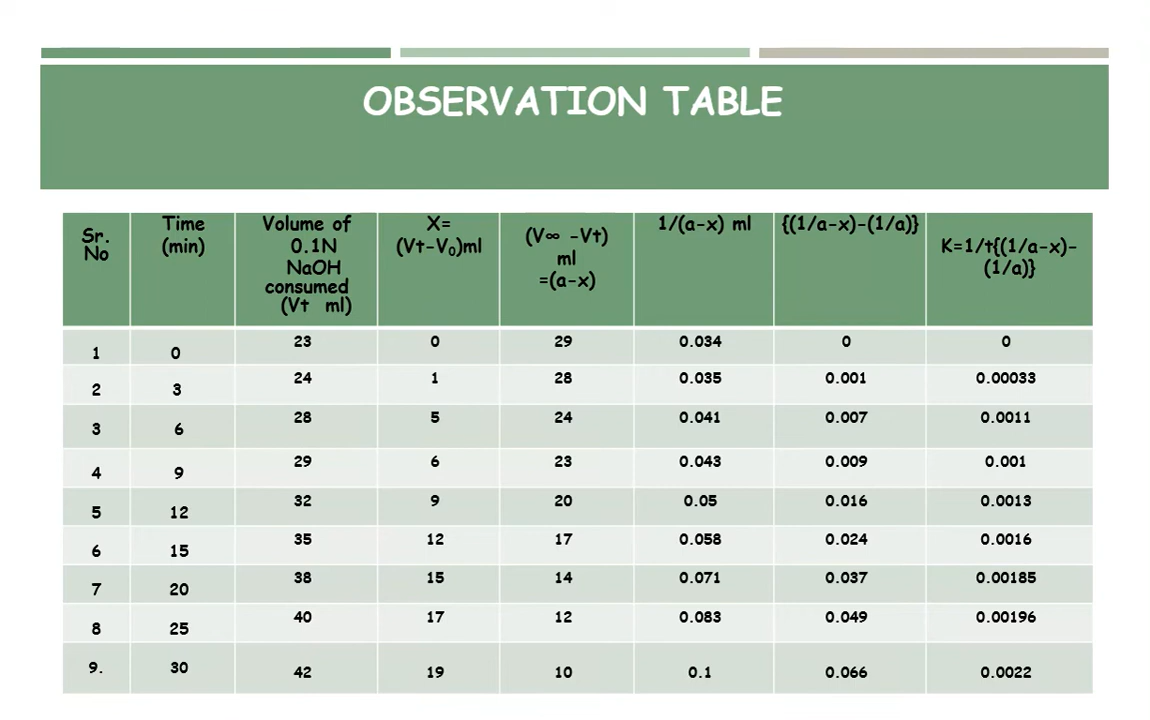 OBSERVATION TABLE
Sr. No | Time (min) | Volume of 0.1N NaOH consumed (Vt ml) | X= (Vt-V₀)ml | (V∞ -Vt) ml =(a-x) | 1/(a-x) ml | {(1/a-x)-(1/a)} | K=1/t{(1/a-x)-(1/a)}
1 | 0 | 23 | 0 | 29 | 0.034 | 0 | 0
2 | 3 | 24 | 1 | 28 | 0.035 | 0.001 | 0.00033
3 | 6 | 28 | 5 | 24 | 0.041 | 0.007 | 0.0011
4 | 9 | 29 | 6 | 23 | 0.043 | 0.009 | 0.001
5 | 12 | 32 | 9 | 20 | 0.05 | 0.016 | 0.0013
6 | 15 | 35 | 12 | 17 | 0.058 | 0.024 | 0.0016
7 | 20 | 38 | 15 | 14 | 0.071 | 0.037 | 0.00185
8 | 25 | 40 | 17 | 12 | 0.083 | 0.049 | 0.00196
9. | 30 | 42 | 19 | 10 | 0.1 | 0.066 | 0.0022